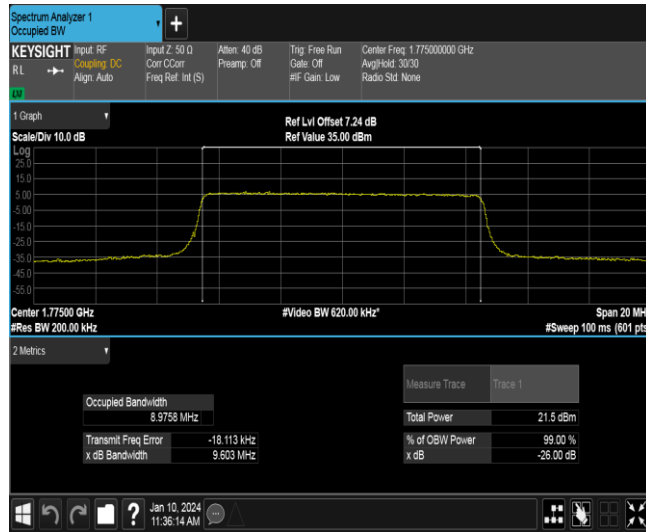 Spectrum Analyzer 1
Occupied BW
+
KEYSIGHT Input: RF Input Z: 50 Ω Atten: 40 dB Trig: Free Run Center Freq: 1.775000000 GHz
RL Coupling: DC Corr CCorr Preamp: Off Gate: Off Avg|Hold: 30/30
Align: Auto Freq Ref: Int (S) #IF Gain: Low Radio Std: None
LXI
1 Graph
Ref Lvl Offset 7.24 dB
Scale/Div 10.0 dB Ref Value 35.00 dBm
Log
25.0
15.0
5.00
-5.00
-15.0
-25.0
-35.0
-45.0
-55.0
Center 1.77500 GHz #Video BW 620.00 kHz* Span 20 MH
#Res BW 200.00 kHz #Sweep 100 ms (601 pts
2 Metrics
Measure Trace Trace 1
Occupied Bandwidth
8.9758 MHz Total Power 21.5 dBm
Transmit Freq Error -18.113 kHz % of OBW Power 99.00 %
x dB Bandwidth 9.603 MHz x dB -26.00 dB
? Jan 10, 2024
11:36:14 AM